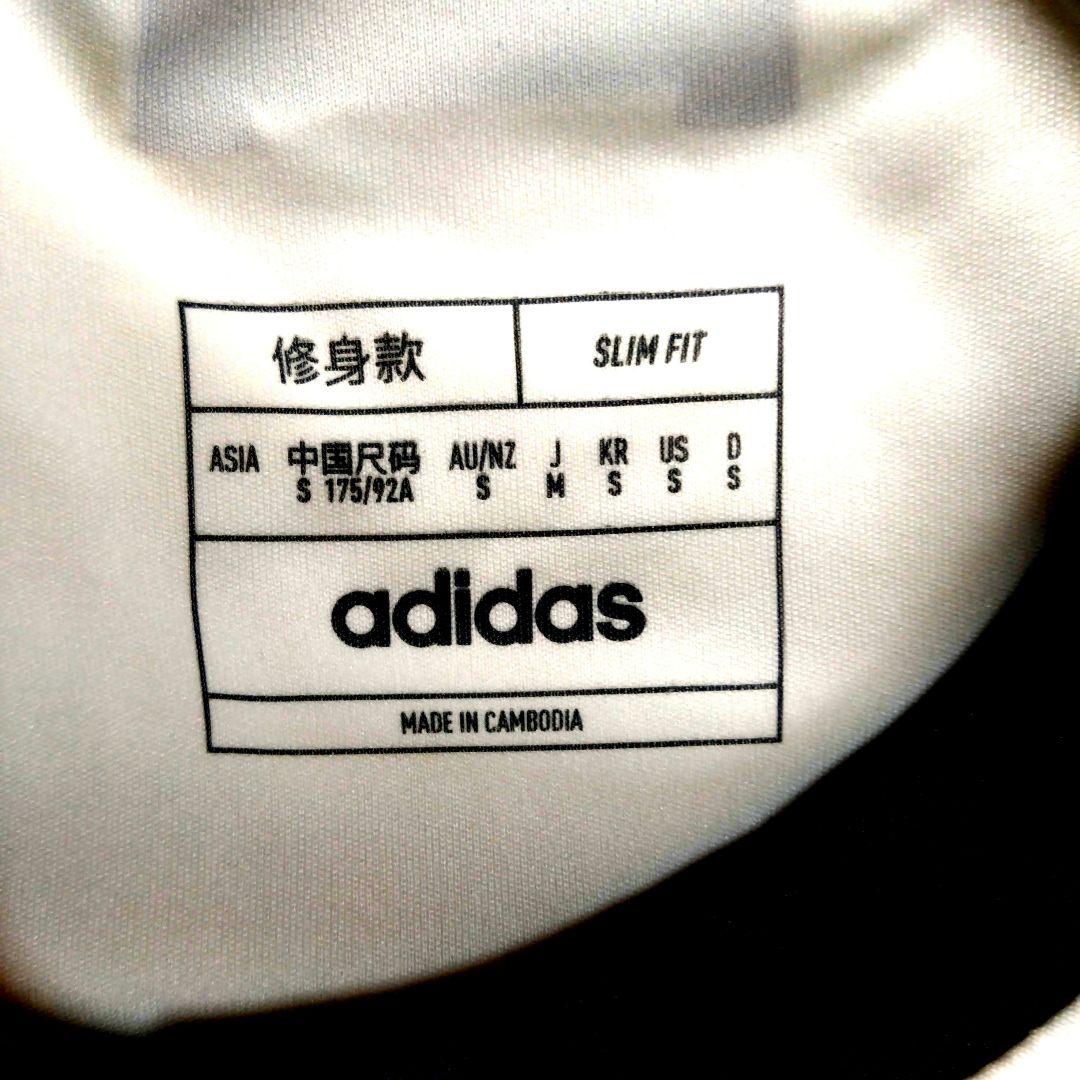 修身款 SLIM FIT
ASIA 中国尺码 AU/NZ J KR US D
S 175/92A S M S S S
adidas
MADE IN CAMBODIA